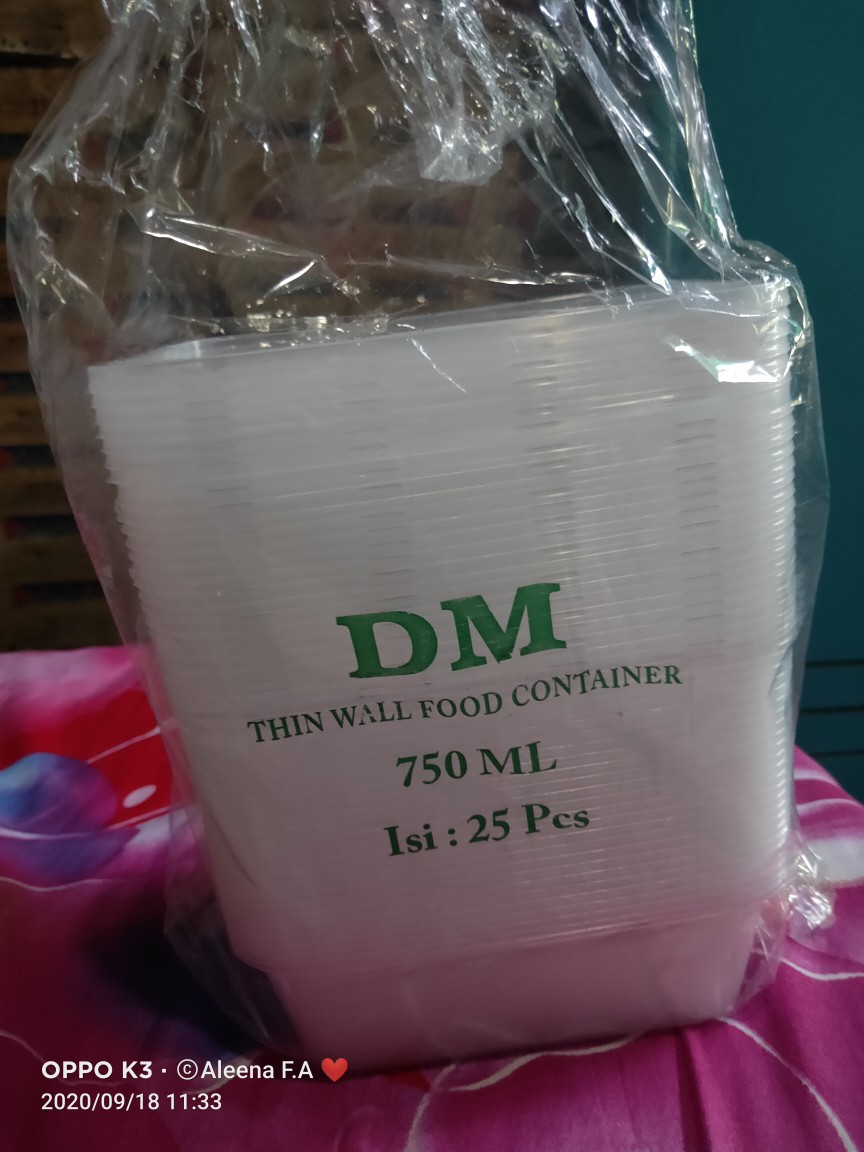 DM
THIN WALL FOOD CONTAINER
750 ML
Isi : 25 Pcs
OPPO K3 · ©Aleena F.A ❤️
2020/09/18 11:33